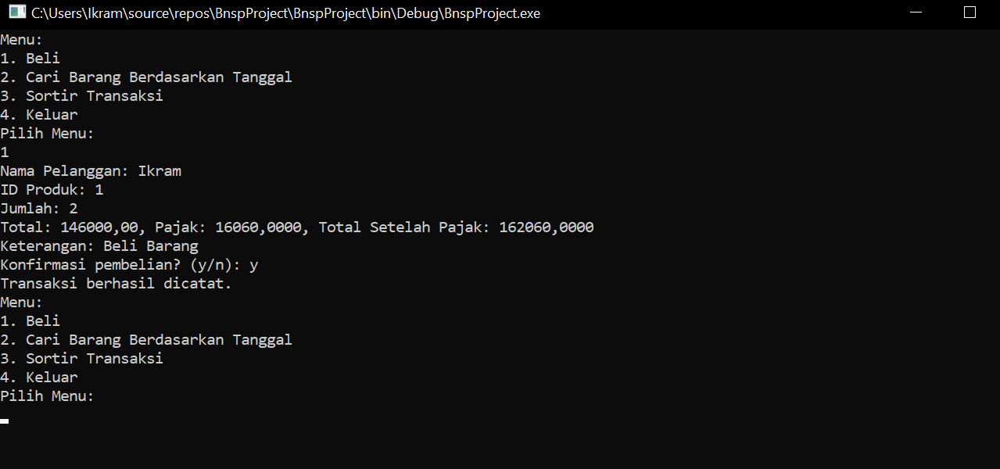 C:\Users\Ikram\source\repos\BnspProject\BnspProject\bin\Debug\BnspProject.exe
Menu:
1. Beli
2. Cari Barang Berdasarkan Tanggal
3. Sortir Transaksi
4. Keluar
Pilih Menu:
1
Nama Pelanggan: Ikram
ID Produk: 1
Jumlah: 2
Total: 146000,00, Pajak: 16060,0000, Total Setelah Pajak: 162060,0000
Keterangan: Beli Barang
Konfirmasi pembelian? (y/n): y
Transaksi berhasil dicatat.
Menu:
1. Beli
2. Cari Barang Berdasarkan Tanggal
3. Sortir Transaksi
4. Keluar
Pilih Menu: